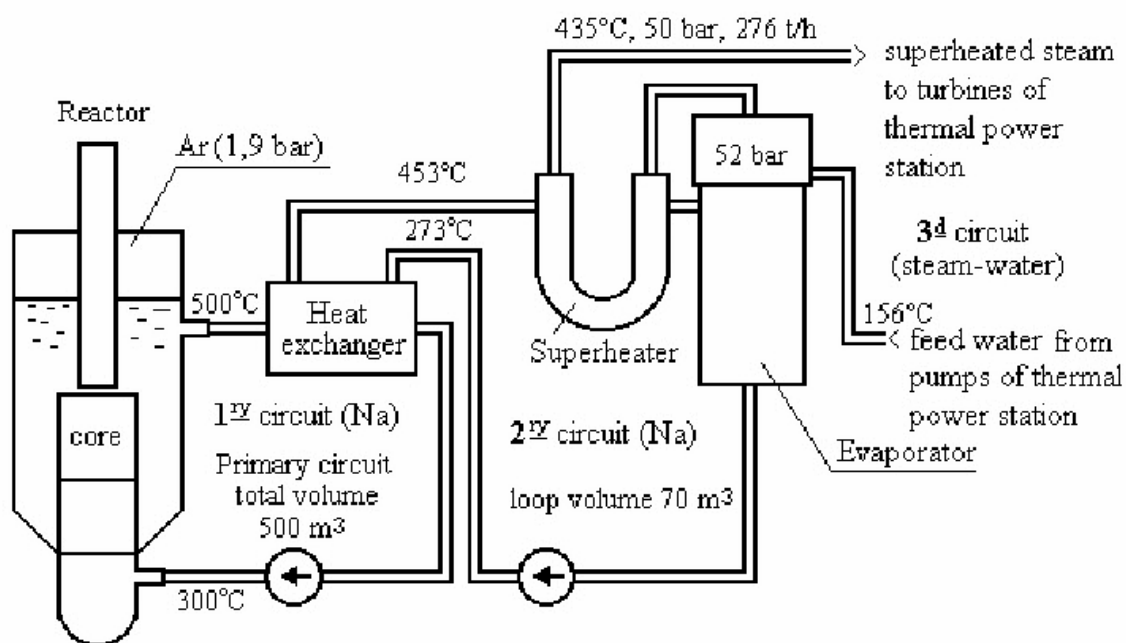 435°C, 50 bar, 276 t/h
superheated steam
to turbines of
thermal power
station
Reactor
Ar (1,9 bar)
52 bar
453°C
273°C
3d circuit
(steam-water)
500°C
Heat
exchanger
156°C
Superheater
feed water from
pumps of thermal
power station
core
1ry circuit (Na)
2ry circuit (Na)
Evaporator
Primary circuit
total volume
500 m³
loop volume 70 m³
300°C